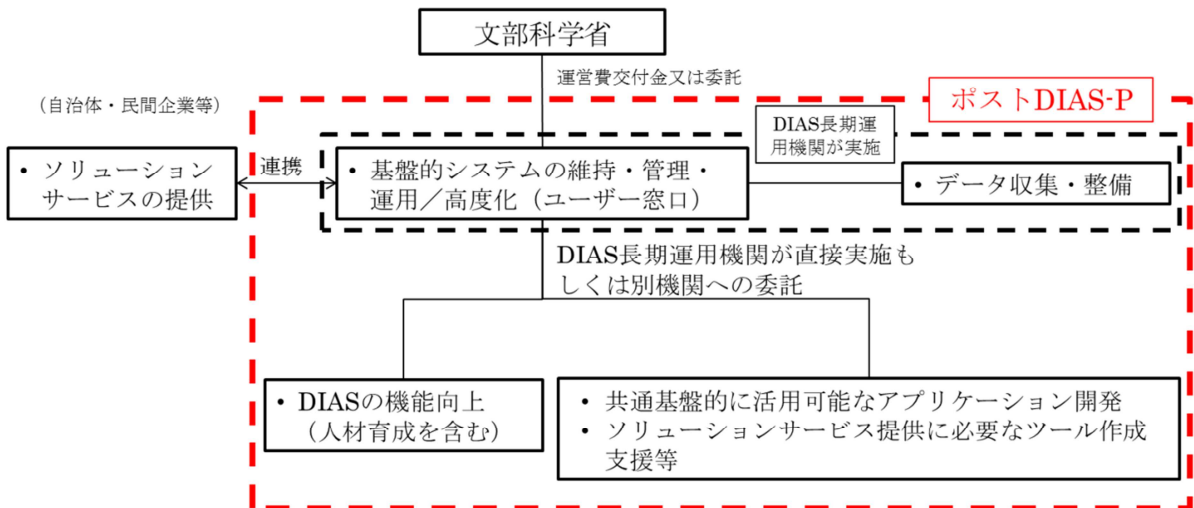 文部科学省
運営費交付金又は委託
（自治体・民間企業等）
ポストDIAS-P
DIAS長期運
用機関が実施
• ソリューション
サービスの提供
連携
• 基盤的システムの維持・管理・
運用／高度化（ユーザー窓口）
• データ収集・整備
DIAS長期運用機関が直接実施も
しくは別機関への委託
• DIASの機能向上
（人材育成を含む）
• 共通基盤的に活用可能なアプリケーション開発
• ソリューションサービス提供に必要なツール作成
支援等